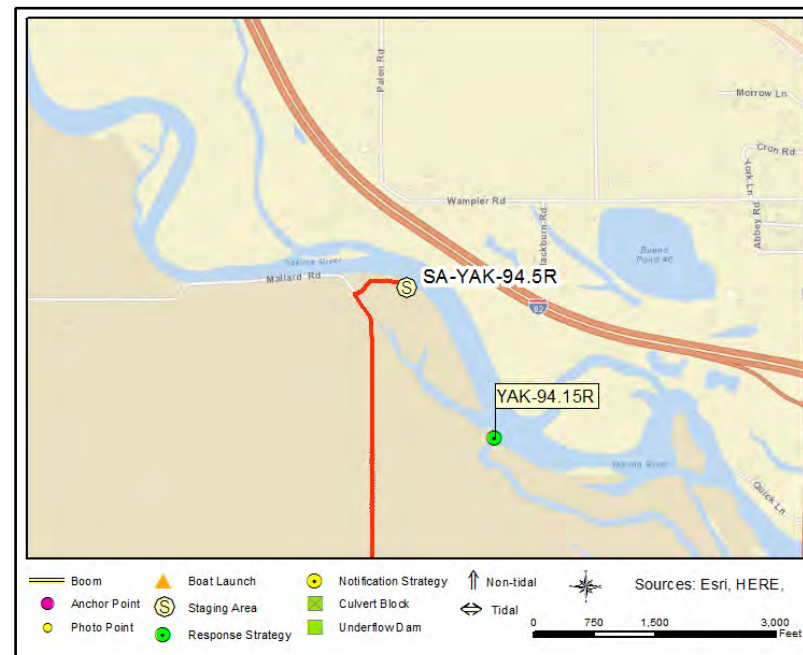 Palen Rd
Morrow Ln
Cron Rd
York Ln
Abbey Rd
Wampler Rd
lackburn Rd
Buena
Pond #6
Yakima River
Mallard Rd
SA-YAK-94.5R
82
YAK-94.15R
Yakima River
Quick Ln
Boom
Boat Launch
Notification Strategy
Non-tidal
Sources: Esri, HERE,
Anchor Point
S Staging Area
Culvert Block
Tidal
Photo Point
Response Strategy
Underflow Dam
0 750 1,500 3,000
Feet